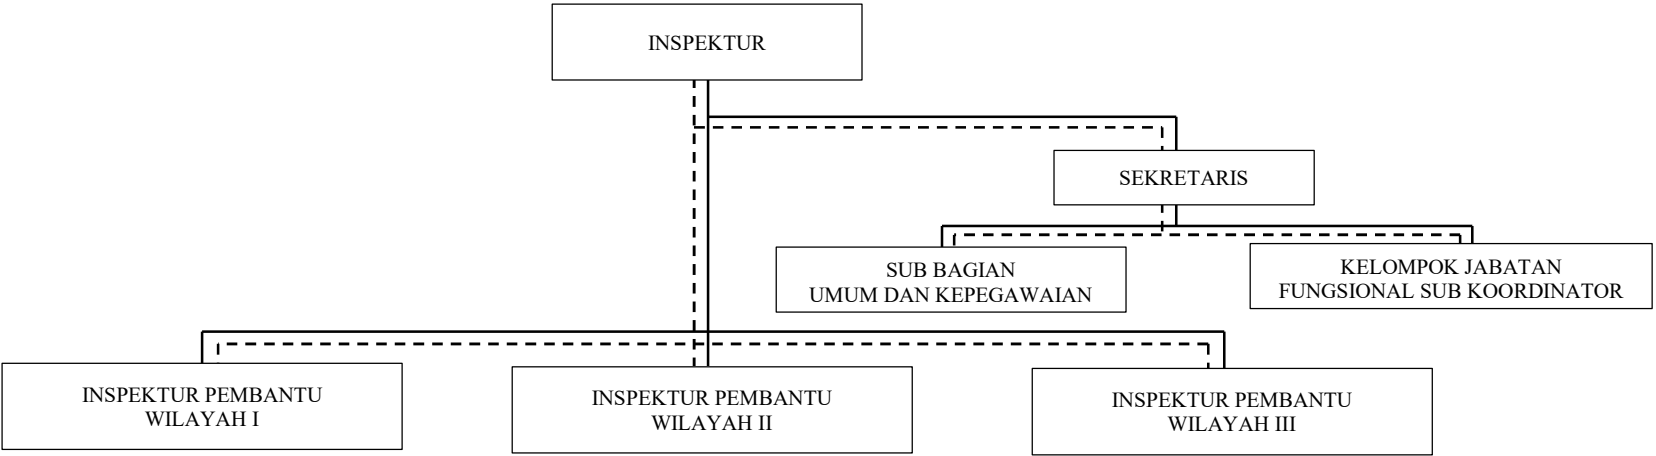 INSPEKTUR
SEKRETARIS
SUB BAGIAN
UMUM DAN KEPEGAWAIAN
KELOMPOK JABATAN
FUNGSIONAL SUB KOORDINATOR
INSPEKTUR PEMBANTU
WILAYAH I
INSPEKTUR PEMBANTU
WILAYAH II
INSPEKTUR PEMBANTU
WILAYAH III